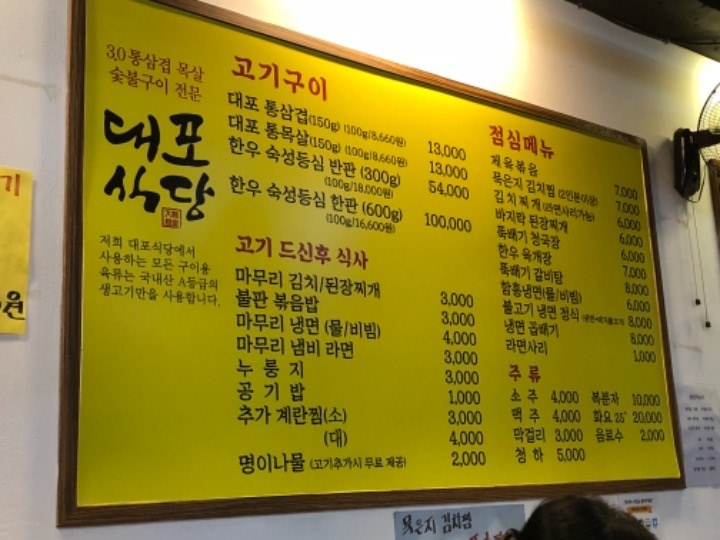 3.0 통삼겹 목살
숯불구이 전문
대포
식당
저희 대포식당에서
사용하는 모든 구이용
육류는 국내산 A등급의
생고기만을 사용합니다.
고기구이
대포 통삼겹(150g) (100g/8,660원) 13,000
대포 통목살(150g) (100g/8,660원) 13,000
한우 숙성등심 반판 (300g) 54,000
(100g/18,000원)
한우 숙성등심 한판 (600g) 100,000
(100g/16,600원)
고기 드신후 식사
마무리 김치/된장찌개 3,000
불판 볶음밥 3,000
마무리 냉면 (물/비빔) 4,000
마무리 냄비 라면 3,000
누룽지 3,000
공기밥 1,000
추가 계란찜(소) 3,000
(대) 4,000
명이나물 (고기추가시 무료 제공) 2,000
점심메뉴
제육볶음 7,000
묵은지 김치찜 (2인분이상) 7,000
김치찌개 (라면사리가능) 6,000
바지락 된장찌개 6,000
뚝배기 청국장 6,000
한우 육개장 7,000
뚝배기 갈비탕 8,000
함흥냉면(물/비빔) 6,000
불고기 냉면 정식 8,000
냉면 곱빼기 8,000
라면사리 1,000
주류
소주 4,000 복분자 10,000
맥주 4,000 화요 25° 20,000
막걸리 3,000 음료수 2,000
청하 5,000
기
원
묵은지 김치찜